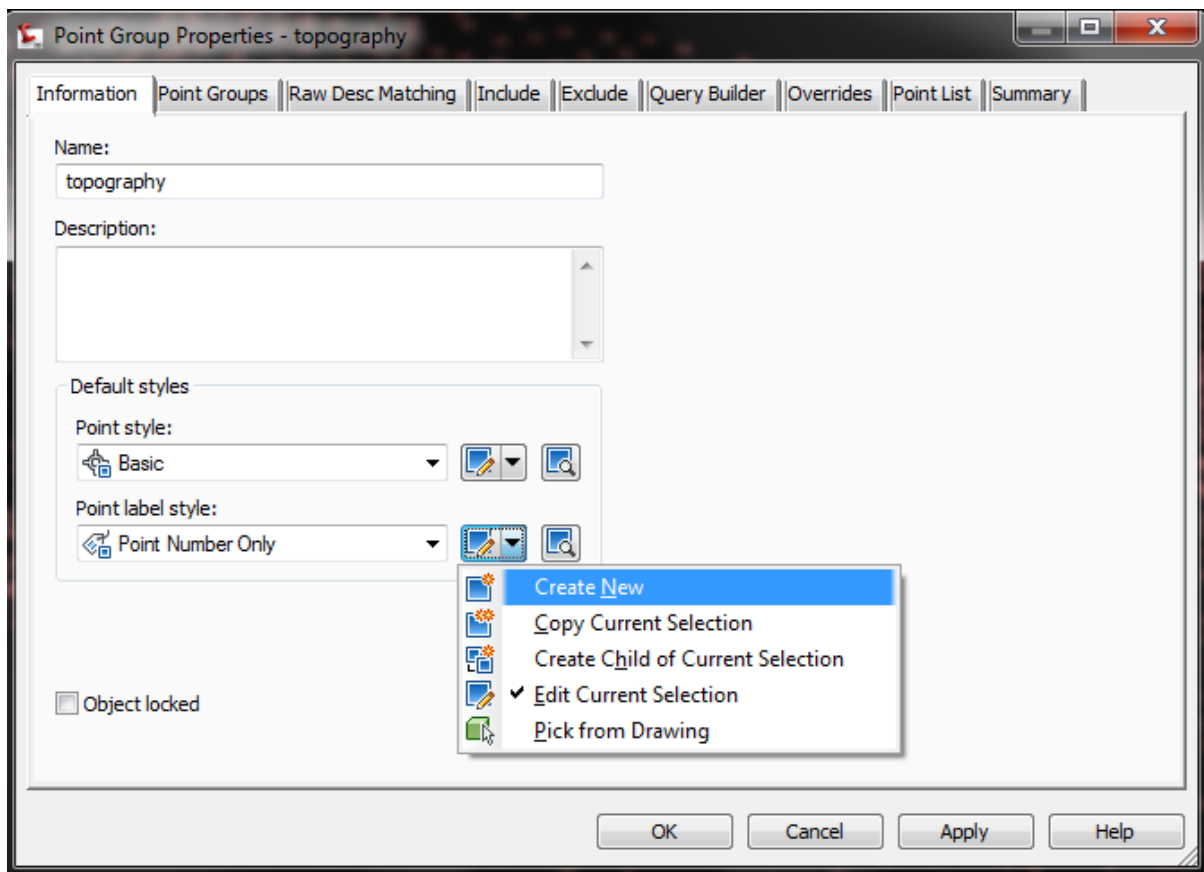 Point Group Properties - topography
Information Point Groups Raw Desc Matching Include Exclude Query Builder Overrides Point List Summary
Name:
topography
Description:
Default styles
Point style:
Basic
Point label style:
Point Number Only
Create New
Copy Current Selection
Create Child of Current Selection
Edit Current Selection
Pick from Drawing
Object locked
OK Cancel Apply Help